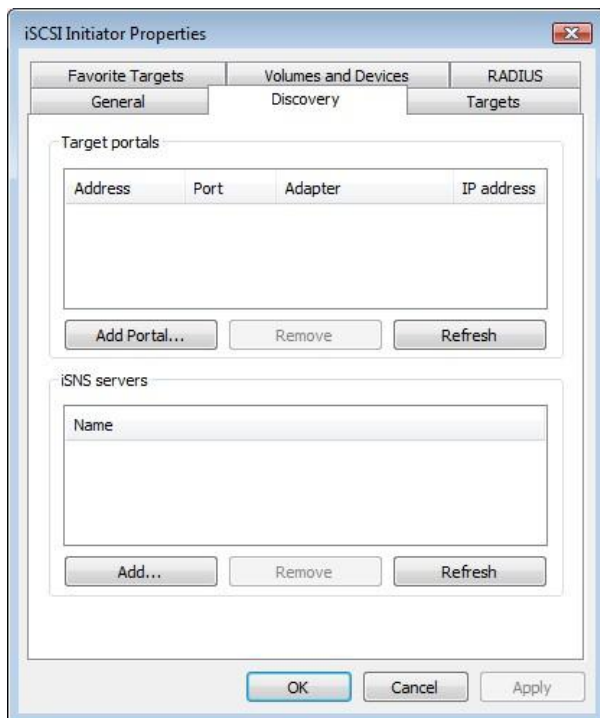 iSCSI Initiator Properties
Favorite Targets Volumes and Devices RADIUS
General Discovery Targets
Target portals
Address Port Adapter IP address
Add Portal... Remove Refresh
iSNS servers
Name
Add... Remove Refresh
OK Cancel Apply